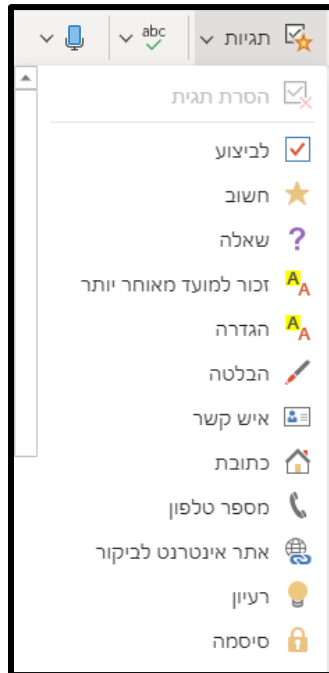 תגיות abc
הסרת תגית
לביצוע
חשוב
? שאלה
זכור למועד מאוחר יותר
הגדרה
הבלטה
איש קשר
כתובת
מספר טלפון
אתר אינטרנט לביקור
רעיון
סיסמה